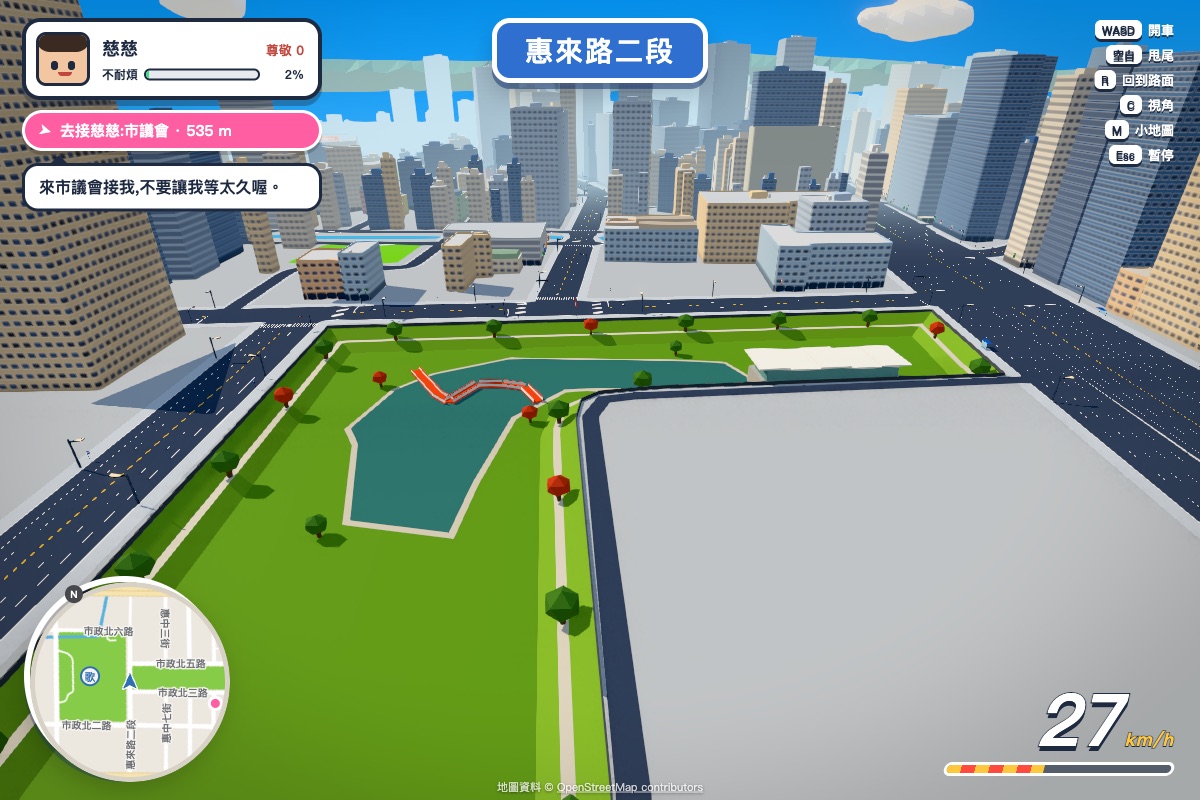 慈慈
尊敬 0
不耐煩
2%
去接慈慈:市議會 · 535 m
來市議會接我,不要讓我等太久喔。
惠來路二段
WASD 開車
空白 甩尾
R 回到路面
C 視角
M 小地圖
Esc 暫停
N
市政北六路
惠中三街
市政北五路
歌
市政北三路
市政北二路
惠中七街
惠來路二段
27 km/h
地圖資料 © OpenStreetMap contributors